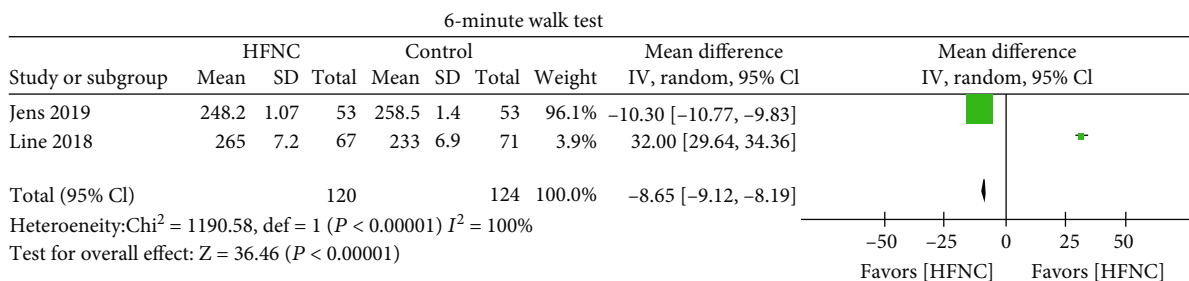 6-minute walk test
HFNC Control Mean difference Mean difference
Study or subgroup Mean SD Total Mean SD Total Weight IV, random, 95% Cl IV, random, 95% Cl
Jens 2019 248.2 1.07 53 258.5 1.4 53 96.1% −10.30 [−10.77, −9.83]
Line 2018 265 7.2 67 233 6.9 71 3.9% 32.00 [29.64, 34.36]
Total (95% Cl) 120 124 100.0% −8.65 [−9.12, −8.19]
Heteroeneity:Chi² = 1190.58, def = 1 (P < 0.00001) I² = 100%
Test for overall effect: Z = 36.46 (P < 0.00001)
−50 −25 0 25 50
Favors [HFNC] Favors [HFNC]